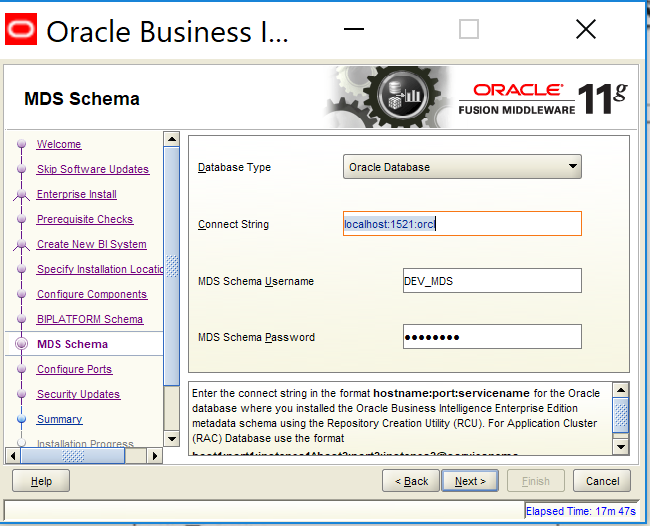 Oracle Business I...
MDS Schema
ORACLE
FUSION MIDDLEWARE 11g
Welcome
Skip Software Updates
Enterprise Install
Prerequisite Checks
Create New BI System
Specify Installation Locatio
Configure Components
BIPLATFORM Schema
MDS Schema
Configure Ports
Security Updates
Summary
Installation Progress
Database Type Oracle Database
Connect String localhost:1521:orcl
MDS Schema Username DEV_MDS
MDS Schema Password ●●●●●●●●
Enter the connect string in the format hostname:port:servicename for the Oracle
database where you installed the Oracle Business Intelligence Enterprise Edition
metadata schema using the Repository Creation Utility (RCU). For Application Cluster
(RAC) Database use the format
Help < Back Next > Finish Cancel
Elapsed Time: 17m 47s